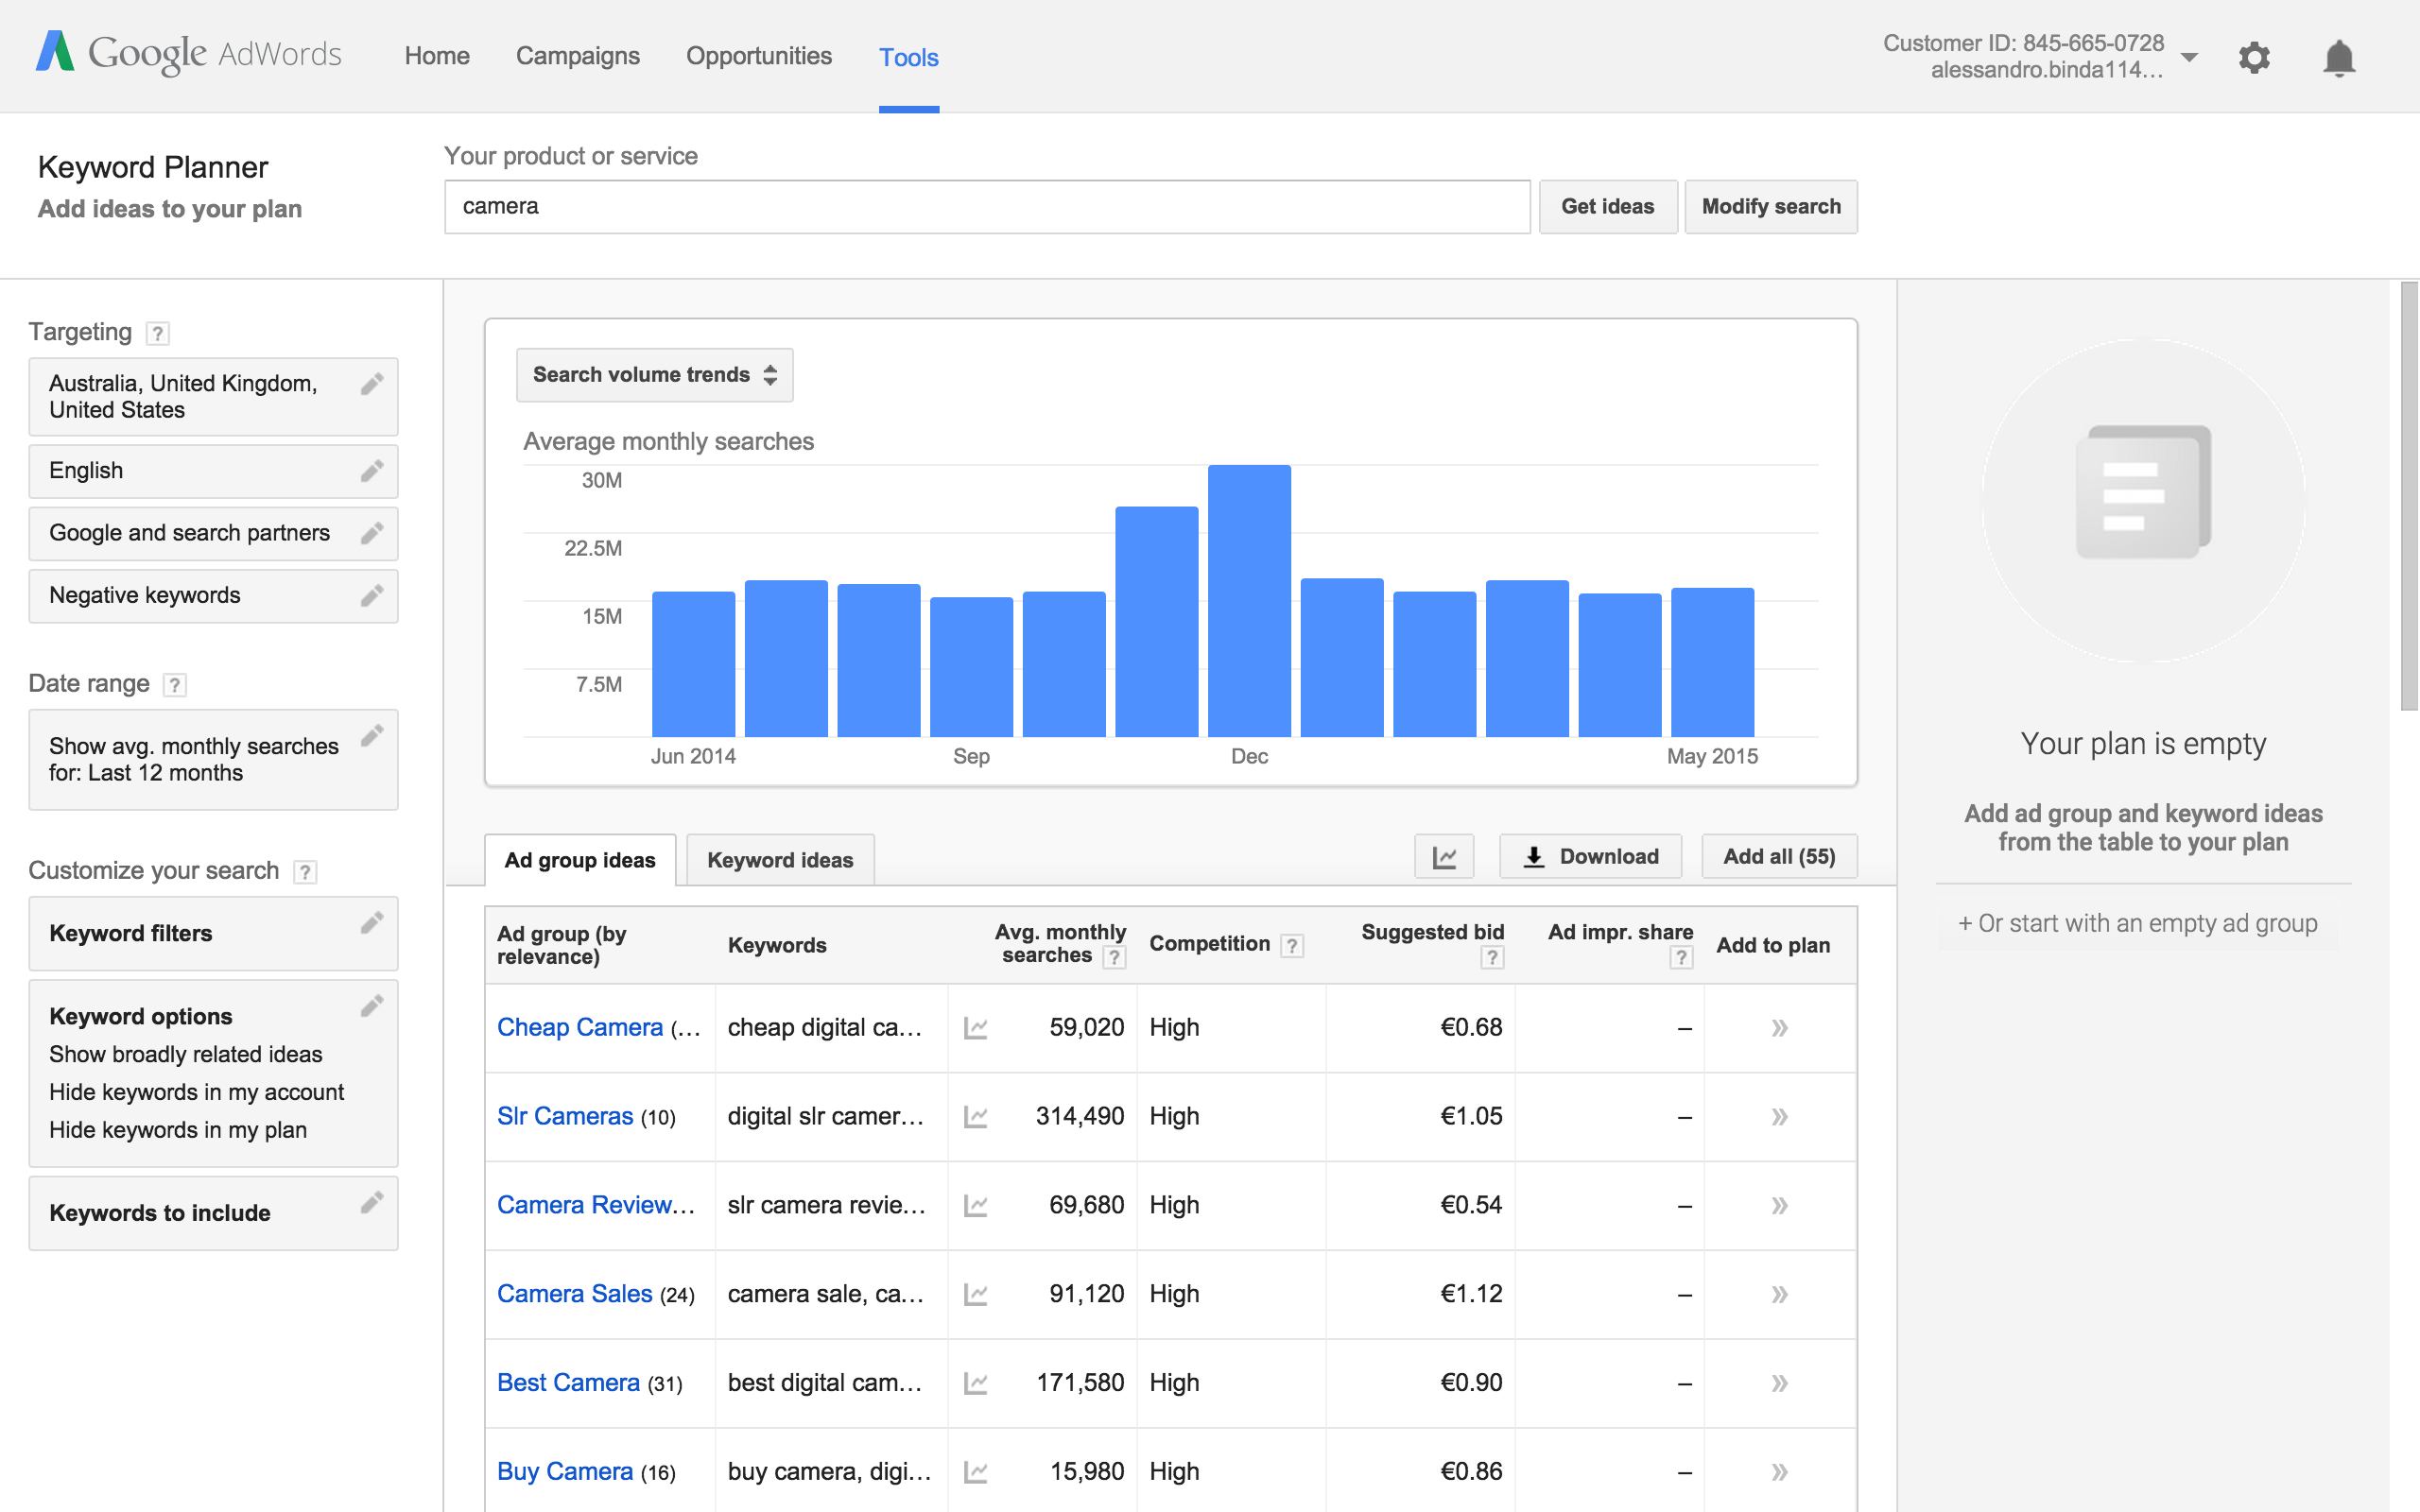 Google AdWords
Home Campaigns Opportunities Tools
Customer ID: 845-665-0728
alessandro.binda114...
Keyword Planner
Add ideas to your plan
Your product or service
camera
Get ideas Modify search
Targeting ?
Australia, United Kingdom,
United States
English
Google and search partners
Negative keywords
Date range ?
Show avg. monthly searches
for: Last 12 months
Customize your search ?
Keyword filters
Keyword options
Show broadly related ideas
Hide keywords in my account
Hide keywords in my plan
Keywords to include
Search volume trends
Average monthly searches
30M
22.5M
15M
7.5M
Jun 2014 Sep Dec May 2015
Ad group ideas Keyword ideas Download Add all (55)
Ad group (by
relevance)
Keywords
Avg. monthly
searches ?
Competition ?
Suggested bid
?
Ad impr. share
?
Add to plan
Cheap Camera (... cheap digital ca... 59,020 High €0.68 – »
Slr Cameras (10) digital slr camer... 314,490 High €1.05 – »
Camera Review... slr camera revie... 69,680 High €0.54 – »
Camera Sales (24) camera sale, ca... 91,120 High €1.12 – »
Best Camera (31) best digital cam... 171,580 High €0.90 – »
Buy Camera (16) buy camera, digi... 15,980 High €0.86 – »
Your plan is empty
Add ad group and keyword ideas
from the table to your plan
+ Or start with an empty ad group